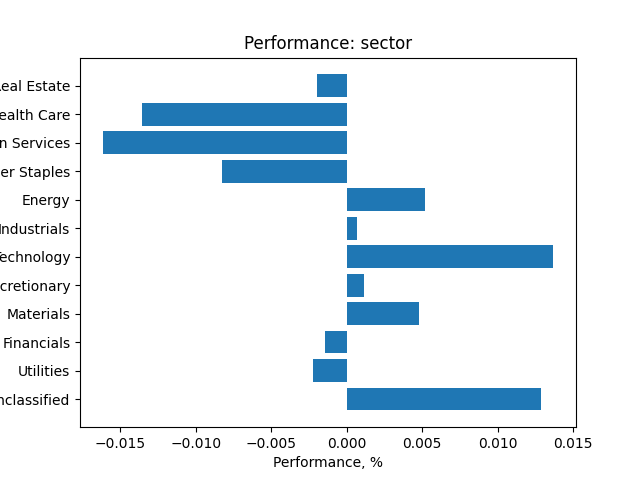 Performance: sector
eal Estate
ealth Care
n Services
er Staples
Energy
ndustrials
echnology
cretionary
Materials
Financials
Utilities
nclassified
−0.015 −0.010 −0.005 0.000 0.005 0.010 0.015
Performance, %